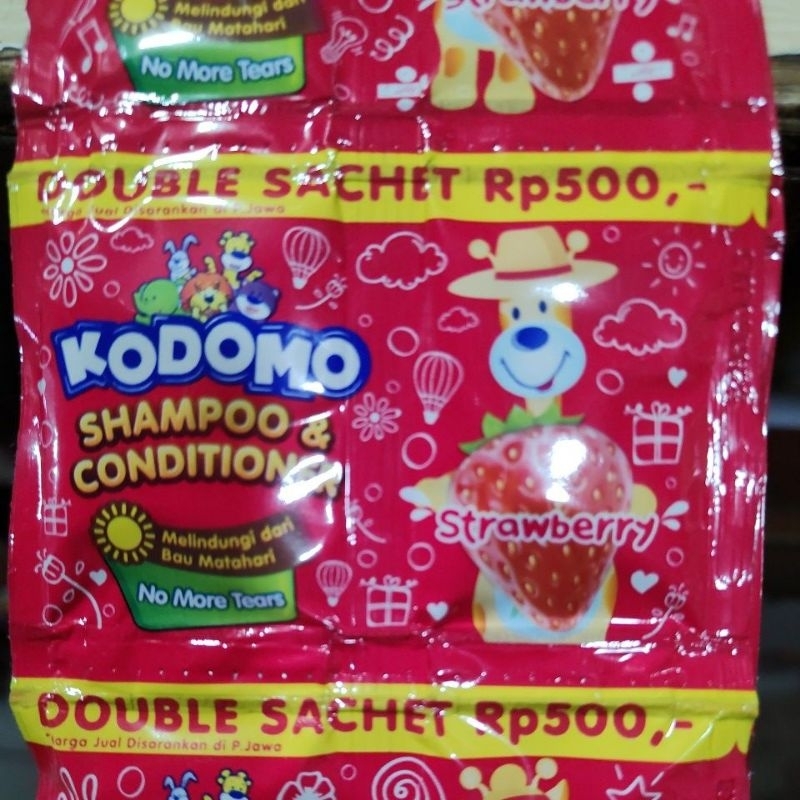 Melindungi dari
Bau Matahari
No More Tears
Strawberry
DOUBLE SACHET Rp500,-
*Harga Jual Disarankan di P.Jawa
KODOMO
SHAMPOO &
CONDITIONER
Melindungi dari
Bau Matahari
No More Tears
Strawberry
DOUBLE SACHET Rp500,-
*Harga Jual Disarankan di P.Jawa